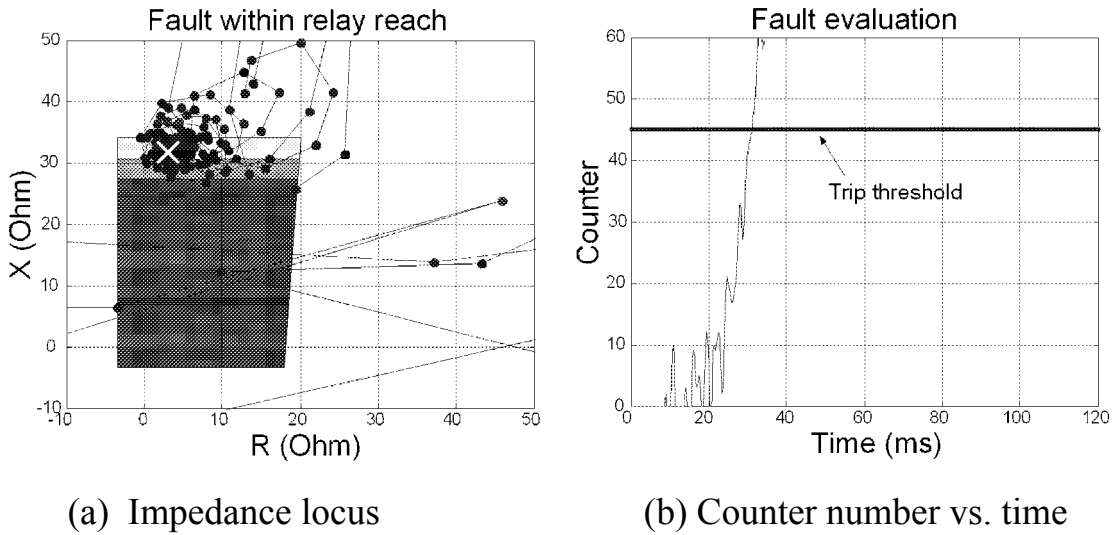 Fault within relay reach
50
40
30
20
10
0
-10
-10 0 10 20 30 40 50
X (Ohm)
R (Ohm)
(a) Impedance locus
Fault evaluation
60
50
40
30
20
10
0
0 20 40 60 80 100 120
Counter
Trip threshold
Time (ms)
(b) Counter number vs. time